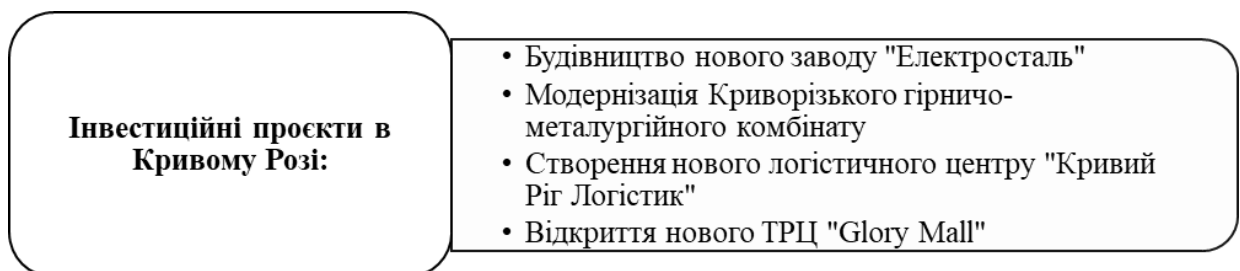 Інвестиційні проєкти в
Кривому Розі:
• Будівництво нового заводу "Електросталь"
• Модернізація Криворізького гірничо-
металургійного комбінату
• Створення нового логістичного центру "Кривий
Ріг Логістик"
• Відкриття нового ТРЦ "Glory Mall"